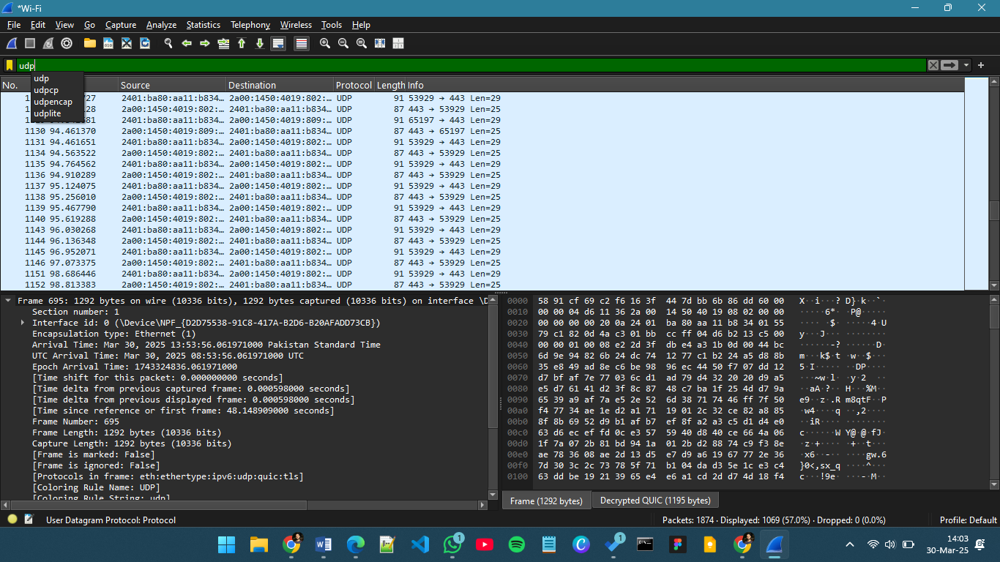 *Wi-Fi
File Edit View Go Capture Analyze Statistics Telephony Wireless Tools Help
udp
udp
udpcp
udpencap
udplite
No. Source Destination Protocol Length Info
2401:ba80:aa11:b834… 2a00:1450:4019:802:… UDP 91 53929 → 443 Len=29
2a00:1450:4019:802:… 2401:ba80:aa11:b834… UDP 87 443 → 53929 Len=25
2401:ba80:aa11:b834… 2a00:1450:4019:809:… UDP 91 65197 → 443 Len=29
1130 94.461370 2a00:1450:4019:809:… 2401:ba80:aa11:b834… UDP 87 443 → 65197 Len=25
1131 94.461651 2401:ba80:aa11:b834… 2a00:1450:4019:802:… UDP 91 53929 → 443 Len=29
1134 94.563522 2a00:1450:4019:802:… 2401:ba80:aa11:b834… UDP 87 443 → 53929 Len=25
1135 94.764562 2401:ba80:aa11:b834… 2a00:1450:4019:802:… UDP 91 53929 → 443 Len=29
1136 94.910289 2a00:1450:4019:802:… 2401:ba80:aa11:b834… UDP 87 443 → 53929 Len=25
1137 95.124075 2401:ba80:aa11:b834… 2a00:1450:4019:802:… UDP 91 53929 → 443 Len=29
1138 95.256010 2a00:1450:4019:802:… 2401:ba80:aa11:b834… UDP 87 443 → 53929 Len=25
1139 95.467790 2401:ba80:aa11:b834… 2a00:1450:4019:802:… UDP 91 53929 → 443 Len=29
1140 95.619288 2a00:1450:4019:802:… 2401:ba80:aa11:b834… UDP 87 443 → 53929 Len=25
1143 96.030268 2401:ba80:aa11:b834… 2a00:1450:4019:802:… UDP 91 53929 → 443 Len=29
1144 96.136348 2a00:1450:4019:802:… 2401:ba80:aa11:b834… UDP 87 443 → 53929 Len=25
1145 96.952071 2401:ba80:aa11:b834… 2a00:1450:4019:802:… UDP 91 53929 → 443 Len=29
1146 97.073375 2a00:1450:4019:802:… 2401:ba80:aa11:b834… UDP 87 443 → 53929 Len=25
1151 98.686446 2401:ba80:aa11:b834… 2a00:1450:4019:802:… UDP 91 53929 → 443 Len=29
1152 98.813383 2a00:1450:4019:802:… 2401:ba80:aa11:b834… UDP 87 443 → 53929 Len=25
Frame 695: 1292 bytes on wire (10336 bits), 1292 bytes captured (10336 bits) on interface \D
Section number: 1
Interface id: 0 (\Device\NPF_{D2D75538-91C8-417A-B2D6-B20AFADD73CB})
Encapsulation type: Ethernet (1)
Arrival Time: Mar 30, 2025 13:53:56.061971000 Pakistan Standard Time
UTC Arrival Time: Mar 30, 2025 08:53:56.061971000 UTC
Epoch Arrival Time: 1743324836.061971000
[Time shift for this packet: 0.000000000 seconds]
[Time delta from previous captured frame: 0.000598000 seconds]
[Time delta from previous displayed frame: 0.000598000 seconds]
[Time since reference or first frame: 48.148909000 seconds]
Frame Number: 695
Frame Length: 1292 bytes (10336 bits)
Capture Length: 1292 bytes (10336 bits)
[Frame is marked: False]
[Frame is ignored: False]
[Protocols in frame: eth:ethertype:ipv6:udp:quic:tls]
[Coloring Rule Name: UDP]
[Coloring Rule String: udp]
0000 58 91 cf 69 c2 f6 16 3f 44 7d bb 6b 86 dd 60 00
0010 00 00 04 d6 11 36 2a 00 14 50 40 19 08 02 00 00
0020 00 00 00 00 20 0a 24 01 ba 80 aa 11 b8 34 01 55
0030 79 c1 82 0d 4a c3 01 bb cc ff 04 d6 b2 13 c5 00
0040 00 00 01 00 08 e2 2d 3f db e4 a3 1b 0d 00 44 bc
0050 6d 9e 94 82 6b 24 dc 74 12 77 c1 b2 24 a5 d8 8b
0060 35 e8 49 ad 8e c6 be 98 96 ec 44 50 f7 07 dd 12
0070 d7 bf af 7e 77 03 6c d1 ad 79 d4 32 20 20 d9 a5
0080 e5 d7 61 41 d2 3f 8c 87 48 c7 ba 1f 25 4d d7 9a
0090 65 39 a9 af 7a e5 2e 52 6d 38 71 74 46 ff 7f 50
00a0 f4 77 34 ae 1e d2 a1 71 19 01 2c 32 ce 82 a8 85
00b0 8f 8b 69 52 d9 b1 af b7 ef 8f a2 a3 c5 d1 d4 e0
00c0 63 d6 ec ef fd 0c e3 57 59 40 d8 40 ce 66 4a 06
00d0 1f 7a 07 2b 81 bd 94 1a 01 2b d2 88 74 c9 f3 8e
00e0 ae 78 36 08 ae 2d 13 d5 e7 d9 a6 19 67 77 2e 36
00f0 7d 30 3c 2c 73 78 5f 71 b1 04 da d3 5e 1c e3 c4
0100 63 dd be 19 21 39 65 e4 e6 a1 cd 2d d7 4d 18 f4
Frame (1292 bytes) Decrypted QUIC (1195 bytes)
User Datagram Protocol: Protocol
Packets: 1874 · Displayed: 1069 (57.0%) · Dropped: 0 (0.0%)
Profile: Default
1
1
14:03
30-Mar-25